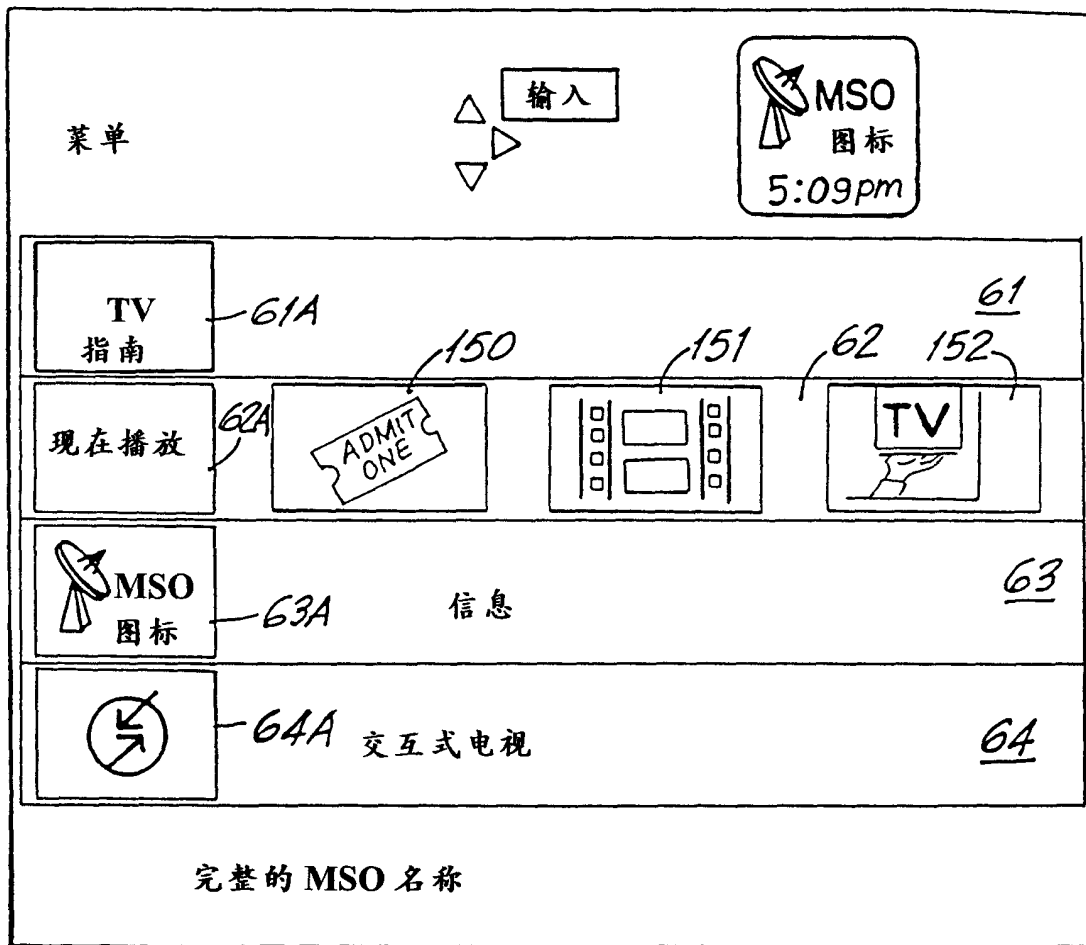 输入
MSO
图标
5:09pm
菜单
TV
指南
61A
61
150
151
62
152
现在播放
62A
ADMIT
ONE
TV
MSO
图标
63A
信息
63
64A
交互式电视
64
完整的 MSO 名称